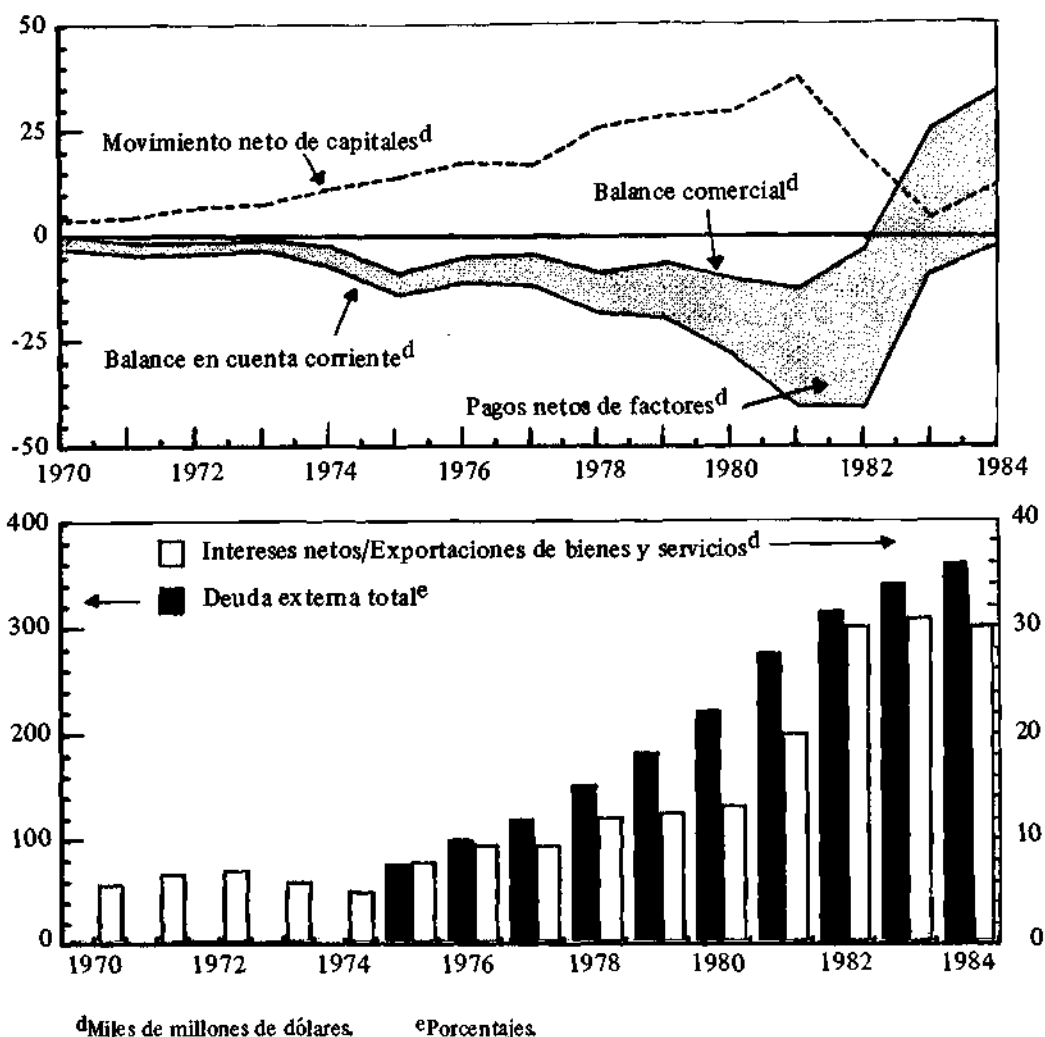 50
25
0
-25
-50
Movimiento neto de capitales^d
Balance comercial^d
Balance en cuenta corriente^d
Pagos netos de factores^d
1970 1972 1974 1976 1978 1980 1982 1984
400
300
200
100
0
40
30
20
10
0
Intereses netos/Exportaciones de bienes y servicios^d
Deuda externa total^e
1970 1972 1974 1976 1978 1980 1982 1984
^dMiles de millones de dólares. ^ePorcentajes.